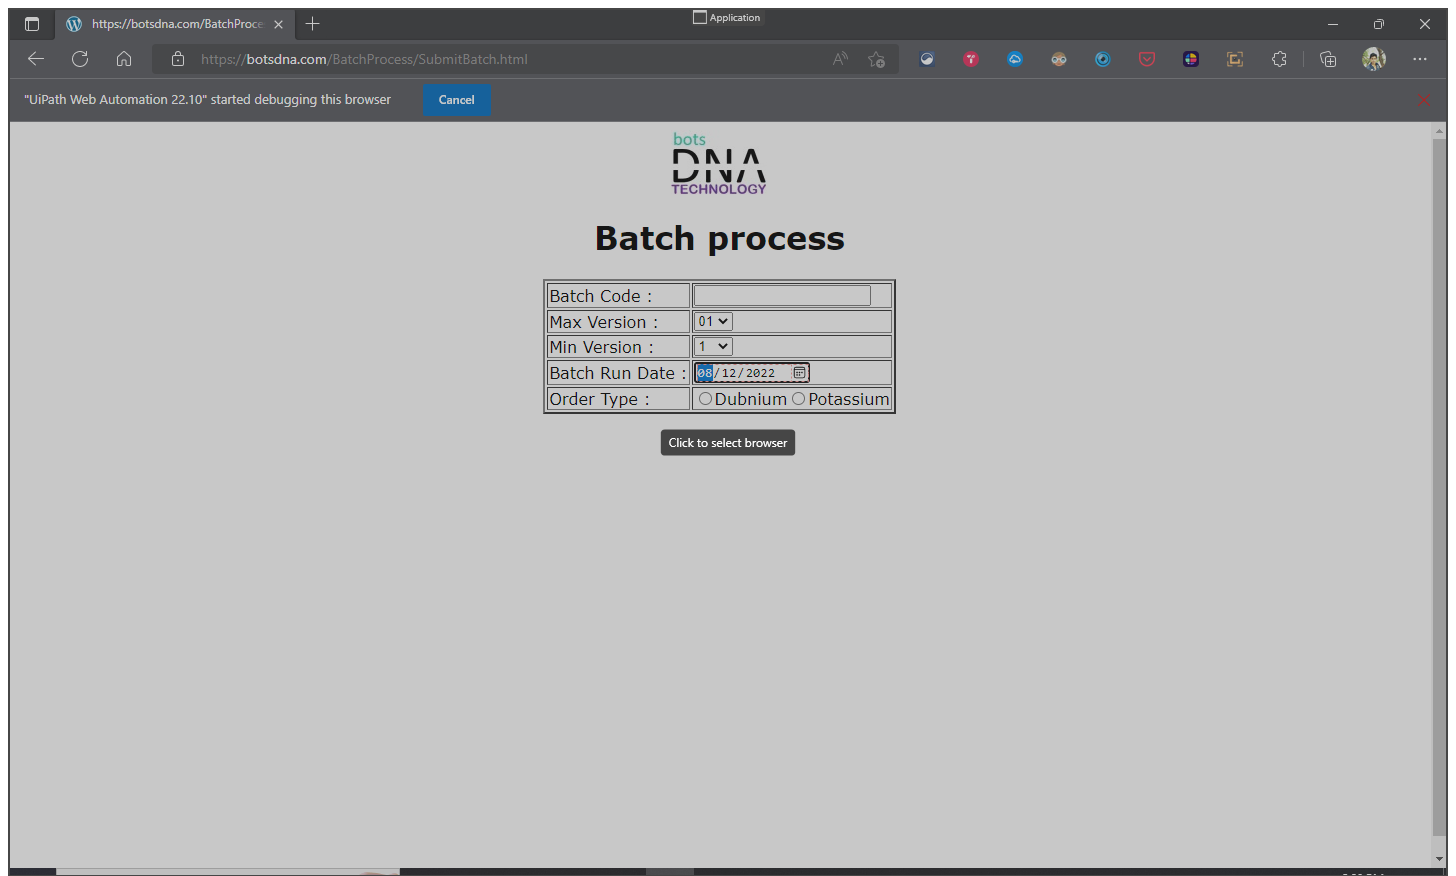 Application
https://botsdna.com/BatchProce
https://botsdna.com/BatchProcess/SubmitBatch.html
"UiPath Web Automation 22.10" started debugging this browser
Cancel
bots
DNA
TECHNOLOGY
Batch process
Batch Code :
Max Version : 01
Min Version : 1
Batch Run Date : 08/12/2022
Order Type : Dubnium Potassium
Click to select browser